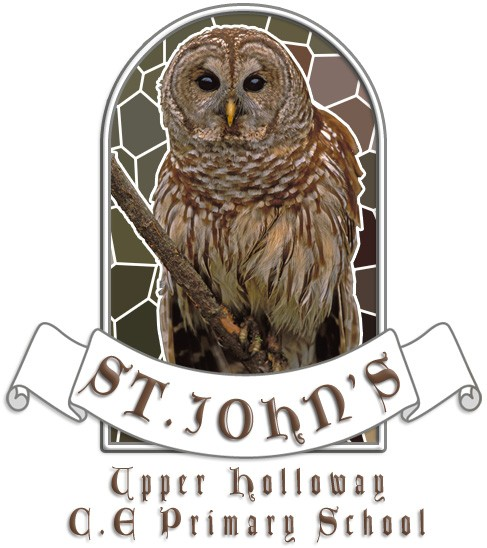 ST. JOHN'S
Upper Holloway
C.E Primary School